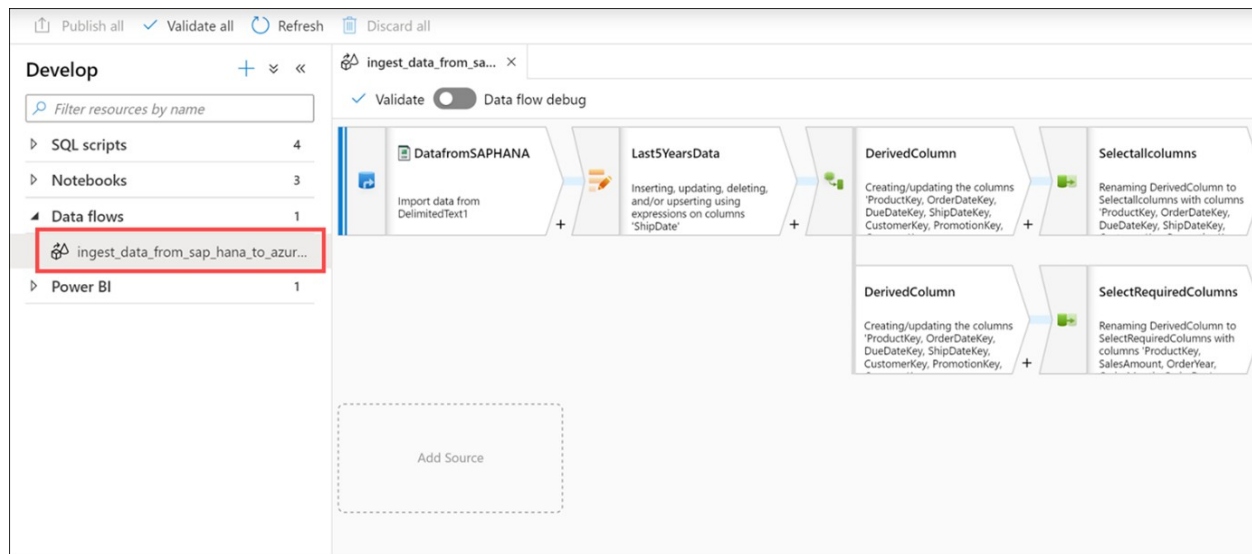 Publish all Validate all Refresh Discard all
Develop
Filter resources by name
SQL scripts 4
Notebooks 3
Data flows 1
ingest_data_from_sap_hana_to_azur...
Power BI 1
ingest_data_from_sa... ×
Validate Data flow debug
DatafromSAPHANA
Import data from
DelimitedText1
+
Last5YearsData
Inserting, updating, deleting,
and/or upserting using
expressions on columns
'ShipDate'
+
DerivedColumn
Creating/updating the columns
'ProductKey, OrderDateKey,
DueDateKey, ShipDateKey,
CustomerKey, PromotionKey,
+
Selectallcolumns
Renaming DerivedColumn to
Selectallcolumns with columns
'ProductKey, OrderDateKey,
DueDateKey, ShipDateKey,
DerivedColumn
Creating/updating the columns
'ProductKey, OrderDateKey,
DueDateKey, ShipDateKey,
CustomerKey, PromotionKey,
+
SelectRequiredColumns
Renaming DerivedColumn to
SelectRequiredColumns with
columns 'ProductKey,
SalesAmount, OrderYear,
Add Source